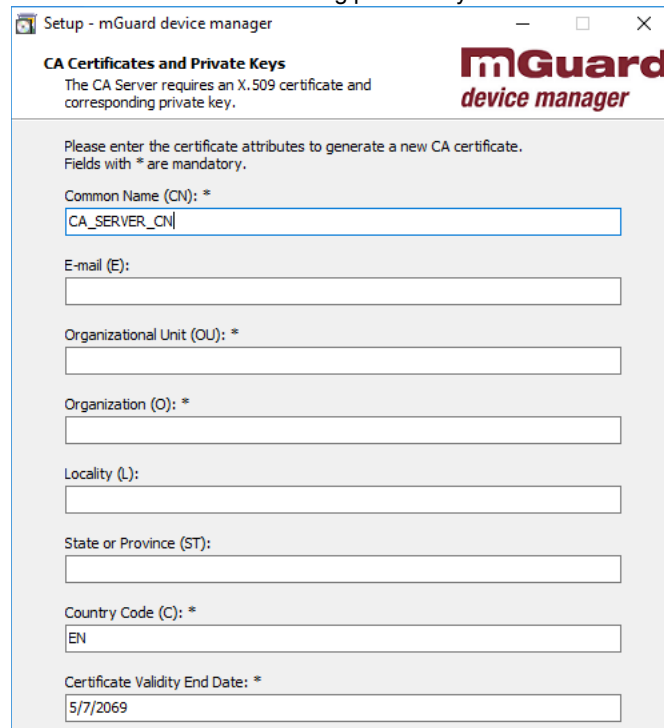 Setup - mGuard device manager
CA Certificates and Private Keys
The CA Server requires an X.509 certificate and
corresponding private key.
mGuard
device manager
Please enter the certificate attributes to generate a new CA certificate.
Fields with * are mandatory.
Common Name (CN): *
CA_SERVER_CN
E-mail (E):
Organizational Unit (OU): *
Organization (O): *
Locality (L):
State or Province (ST):
Country Code (C): *
EN
Certificate Validity End Date: *
5/7/2069